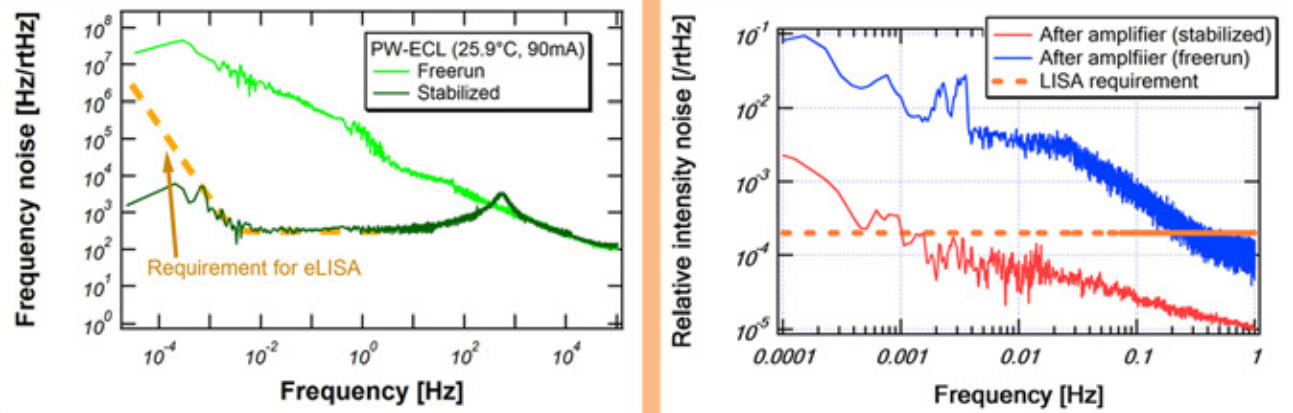 Frequency noise [Hz/rtHz]
10^8
10^7
10^6
10^5
10^4
10^3
10^2
10^1
10^0
PW-ECL (25.9°C, 90mA)
Freerun
Stabilized
Requirement for eLISA
10^-4
10^-2
10^0
10^2
10^4
Frequency [Hz]
Relative intensity noise [/rtHz]
10^-1
10^-2
10^-3
10^-4
10^-5
After amplifier (stabilized)
After amplfiier (freerun)
LISA requirement
0.0001
0.001
0.01
0.1
1
Frequency [Hz]